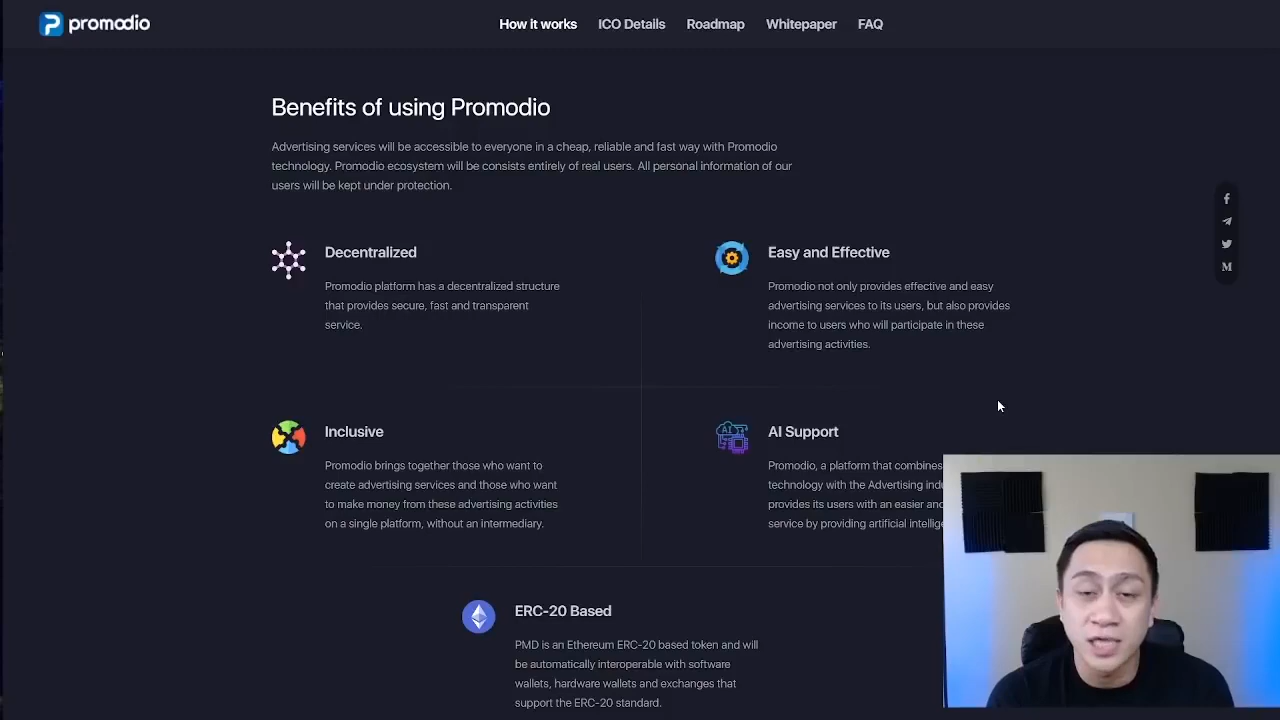 promodio
How it works
ICO Details
Roadmap
Whitepaper
FAQ
Benefits of using Promodio
Advertising services will be accessible to everyone in a cheap, reliable and fast way with Promodio
technology. Promodio ecosystem will be consists entirely of real users. All personal information of our
users will be kept under protection.
Decentralized
Promodio platform has a decentralized structure
that provides secure, fast and transparent
service.
Easy and Effective
Promodio not only provides effective and easy
advertising services to its users, but also provides
income to users who will participate in these
advertising activities.
Inclusive
Promodio brings together those who want to
create advertising services and those who want
to make money from these advertising activities
on a single platform, without an intermediary.
AI Support
Promodio, a platform that combines
technology with the Advertising
provides its users with an easier
service by providing artificial
ERC-20 Based
PMD is an Ethereum ERC-20 based token and will
be automatically interoperable with software
wallets, hardware wallets and exchanges that
support the ERC-20 standard.